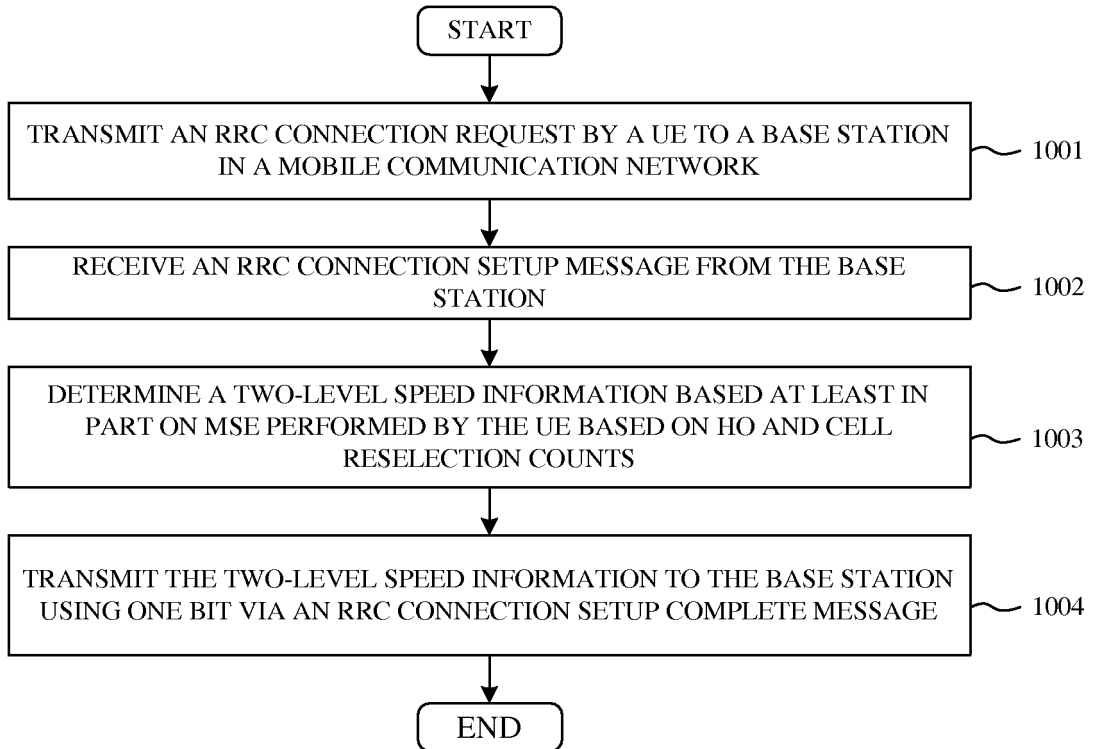 START
TRANSMIT AN RRC CONNECTION REQUEST BY A UE TO A BASE STATION
IN A MOBILE COMMUNICATION NETWORK
1001
RECEIVE AN RRC CONNECTION SETUP MESSAGE FROM THE BASE
STATION
1002
DETERMINE A TWO-LEVEL SPEED INFORMATION BASED AT LEAST IN
PART ON MSE PERFORMED BY THE UE BASED ON HO AND CELL
RESELECTION COUNTS
1003
TRANSMIT THE TWO-LEVEL SPEED INFORMATION TO THE BASE STATION
USING ONE BIT VIA AN RRC CONNECTION SETUP COMPLETE MESSAGE
1004
END